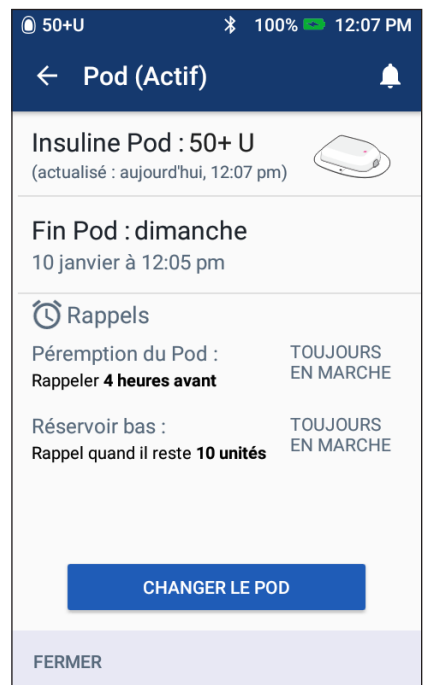 50+U 100% 12:07 PM
Pod (Actif)
Insuline Pod : 50+ U
(actualisé : aujourd'hui, 12:07 pm)
Fin Pod : dimanche
10 janvier à 12:05 pm
Rappels
Péremption du Pod :
Rappeler 4 heures avant
TOUJOURS
EN MARCHE
Réservoir bas :
Rappel quand il reste 10 unités
TOUJOURS
EN MARCHE
CHANGER LE POD
FERMER